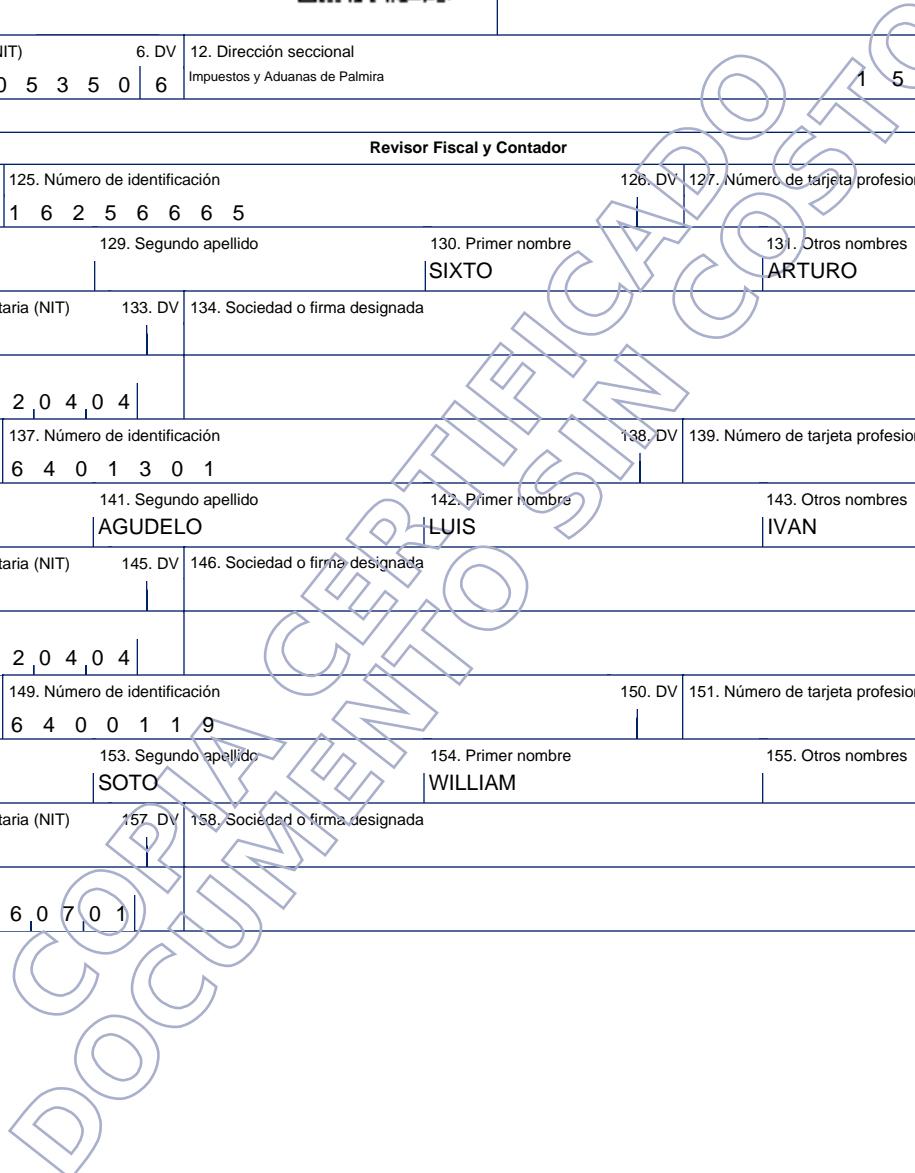 IT) 6. DV 12. Dirección seccional
0 5 3 5 0 6 Impuestos y Aduanas de Palmira 1 5
Revisor Fiscal y Contador
125. Número de identificación 126. DV 127. Número de tarjeta profesion
1 6 2 5 6 6 6 5
129. Segundo apellido 130. Primer nombre 131. Otros nombres
SIXTO ARTURO
taria (NIT) 133. DV 134. Sociedad o firma designada
2 0 4 0 4
137. Número de identificación 138. DV 139. Número de tarjeta profesion
6 4 0 1 3 0 1
141. Segundo apellido 142. Primer nombre 143. Otros nombres
AGUDELO LUIS IVAN
taria (NIT) 145. DV 146. Sociedad o firma designada
2 0 4 0 4
149. Número de identificación 150. DV 151. Número de tarjeta profesion
6 4 0 0 1 1 9
153. Segundo apellido 154. Primer nombre 155. Otros nombres
SOTO WILLIAM
taria (NIT) 157. DV 158. Sociedad o firma designada
6 0 7 0 1
COPIA CERTIFICADO
DOCUMENTO SIN COSTO